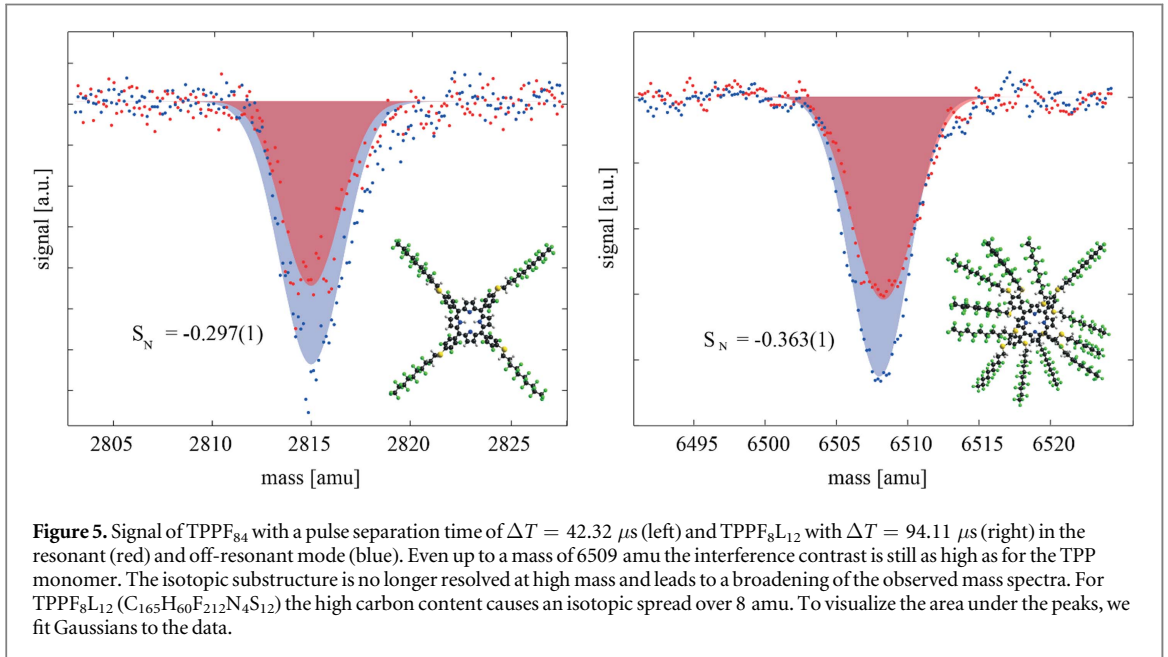 signal [a.u.]
S_N = -0.297(1)
2805 2810 2815 2820 2825
mass [amu]
signal [a.u.]
S_N = -0.363(1)
6495 6500 6505 6510 6515 6520
mass [amu]
Figure 5. Signal of TPPF₈₄ with a pulse separation time of ΔT = 42.32 μs (left) and TPPF₈L₁₂ with ΔT = 94.11 μs (right) in the
resonant (red) and off-resonant mode (blue). Even up to a mass of 6509 amu the interference contrast is still as high as for the TPP
monomer. The isotopic substructure is no longer resolved at high mass and leads to a broadening of the observed mass spectra. For
TPPF₈L₁₂ (C₁₆₅H₆₀F₂₁₂N₄S₁₂) the high carbon content causes an isotopic spread over 8 amu. To visualize the area under the peaks, we
fit Gaussians to the data.